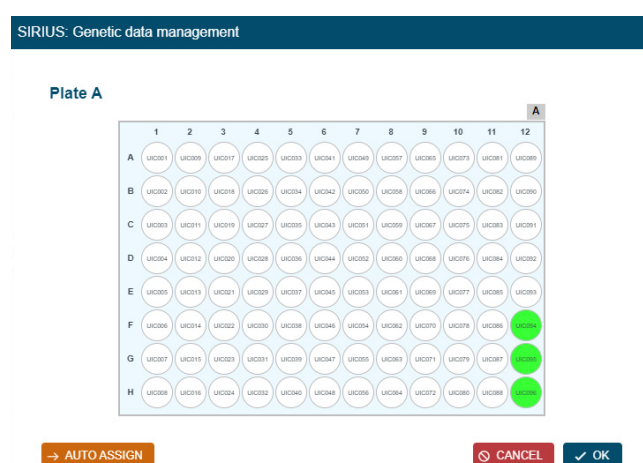 SIRIUS: Genetic data management
Plate A
A
1 2 3 4 5 6 7 8 9 10 11 12
A UIC001 UIC009 UIC017 UIC025 UIC033 UIC041 UIC049 UIC057 UIC065 UIC073 UIC081 UIC089
B UIC002 UIC010 UIC018 UIC026 UIC034 UIC042 UIC050 UIC058 UIC066 UIC074 UIC082 UIC090
C UIC003 UIC011 UIC019 UIC027 UIC035 UIC043 UIC051 UIC059 UIC067 UIC075 UIC083 UIC091
D UIC004 UIC012 UIC020 UIC028 UIC036 UIC044 UIC052 UIC060 UIC068 UIC076 UIC084 UIC092
E UIC005 UIC013 UIC021 UIC029 UIC037 UIC045 UIC053 UIC061 UIC069 UIC077 UIC085 UIC093
F UIC006 UIC014 UIC022 UIC030 UIC038 UIC046 UIC054 UIC062 UIC070 UIC078 UIC086 UIC094
G UIC007 UIC015 UIC023 UIC031 UIC039 UIC047 UIC055 UIC063 UIC071 UIC079 UIC087 UIC095
H UIC008 UIC016 UIC024 UIC032 UIC040 UIC048 UIC056 UIC064 UIC072 UIC080 UIC088 UIC096
→ AUTO ASSIGN
CANCEL ✓ OK